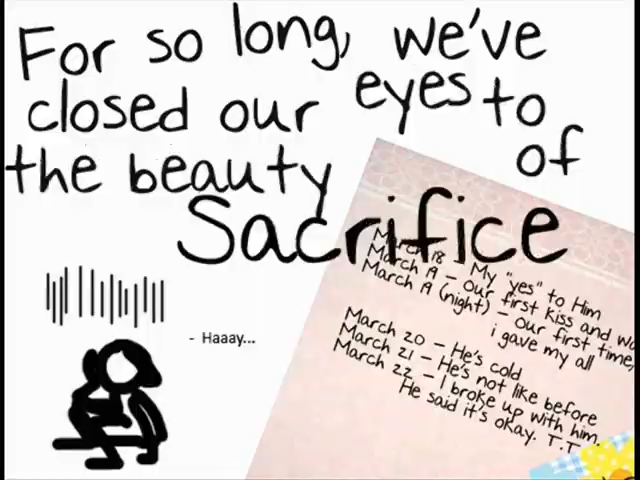 For so long, we've
closed our eyes to
the beauty of
Sacrifice
- Haaay...
March 18 - My "yes" to Him
March 19 - Our first kiss and
March 19 (night) - Our first time,
i gave my all
March 20 - He's cold
March 21 - He's not like before
March 22 - I broke up with him.
He said it's okay. T.T